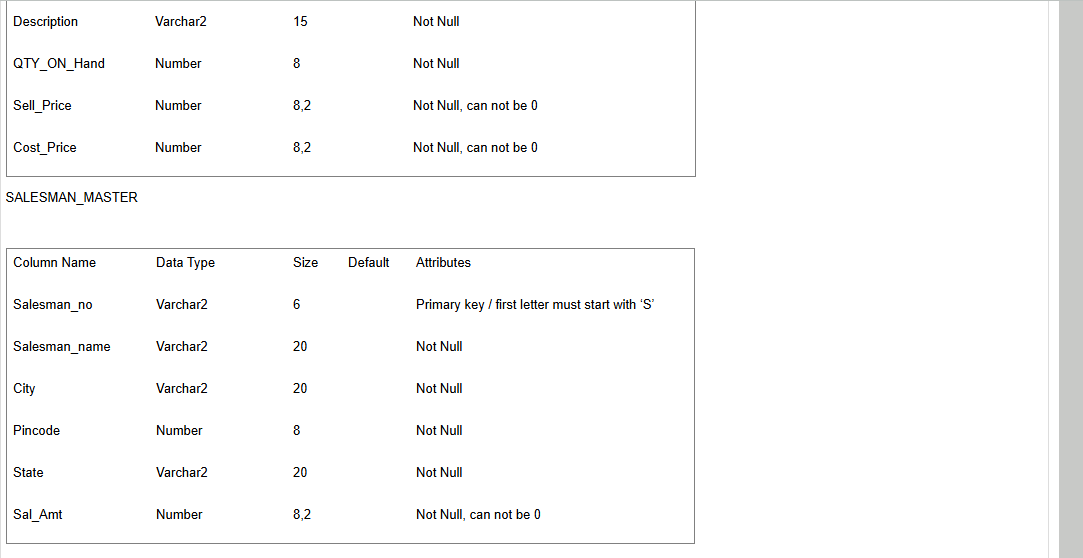 Description Varchar2 15 Not Null
QTY_ON_Hand Number 8 Not Null
Sell_Price Number 8,2 Not Null, can not be 0
Cost_Price Number 8,2 Not Null, can not be 0
SALESMAN_MASTER
Column Name Data Type Size Default Attributes
Salesman_no Varchar2 6 Primary key / first letter must start with ‘S’
Salesman_name Varchar2 20 Not Null
City Varchar2 20 Not Null
Pincode Number 8 Not Null
State Varchar2 20 Not Null
Sal_Amt Number 8,2 Not Null, can not be 0